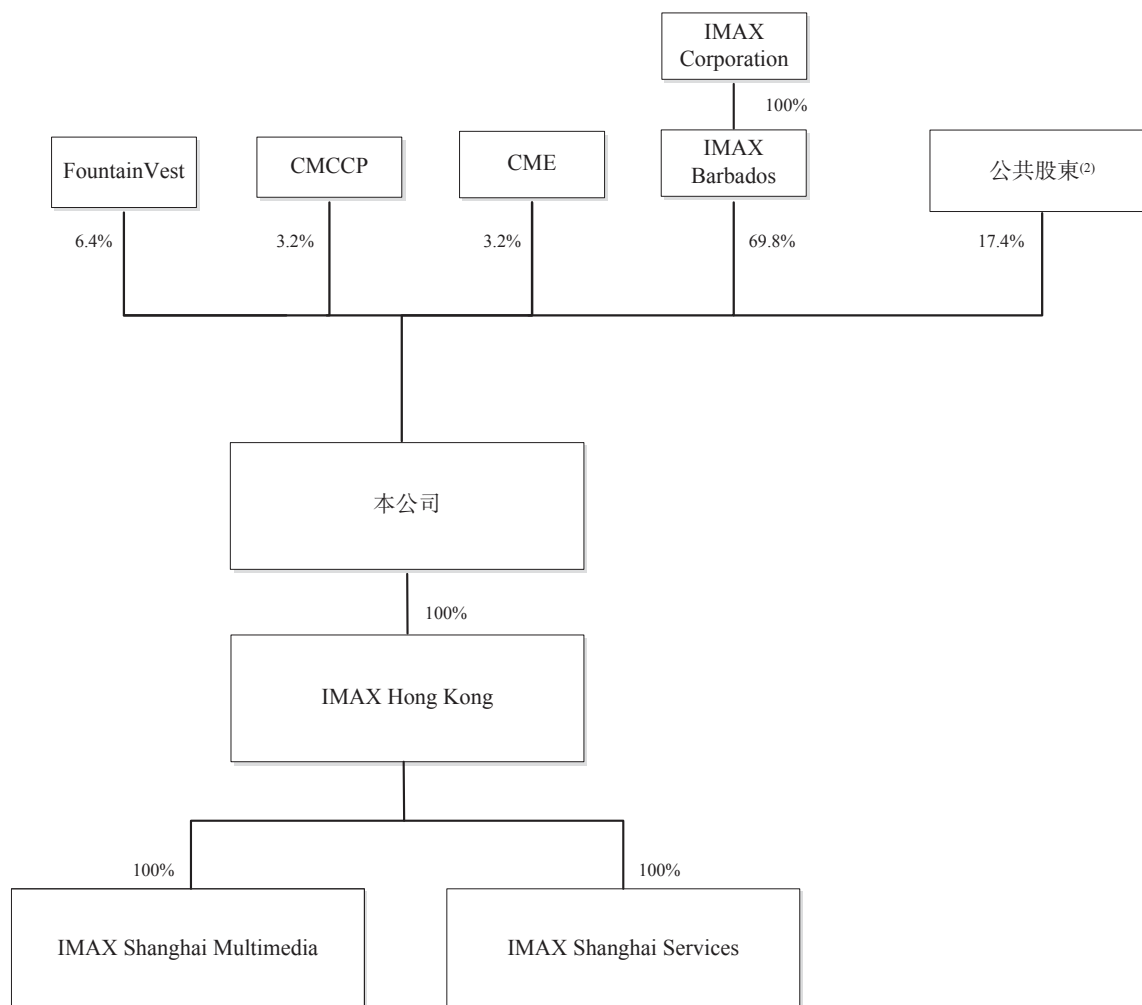 IMAX
Corporation
100%
FountainVest
CMCCP
CME
IMAX
Barbados
公共股東(2)
6.4%
3.2%
3.2%
69.8%
17.4%
本公司
100%
IMAX Hong Kong
100%
100%
IMAX Shanghai Multimedia
IMAX Shanghai Services